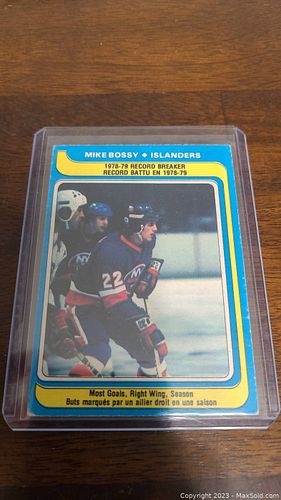 MIKE BOSSY + ISLANDERS
1978-79 RECORD BREAKER
RECORD BATTU EN 1978-79
22
Most Goals, Right Wing, Season
Buts marqués par un ailier droit en une saison
Copyright © 2023 - MaxSold.com